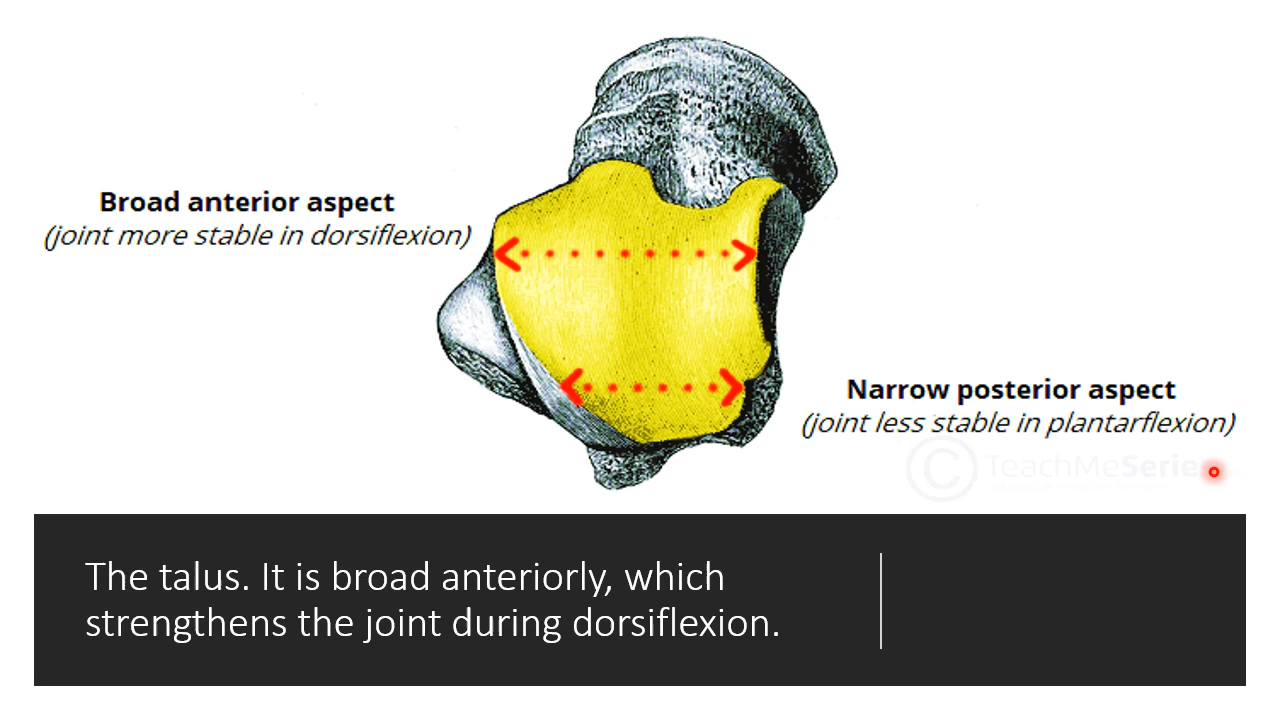 Broad anterior aspect
(joint more stable in dorsiflexion)
Narrow posterior aspect
(joint less stable in plantarflexion)
© TeachMeSerie
The talus. It is broad anteriorly, which
strengthens the joint during dorsiflexion.